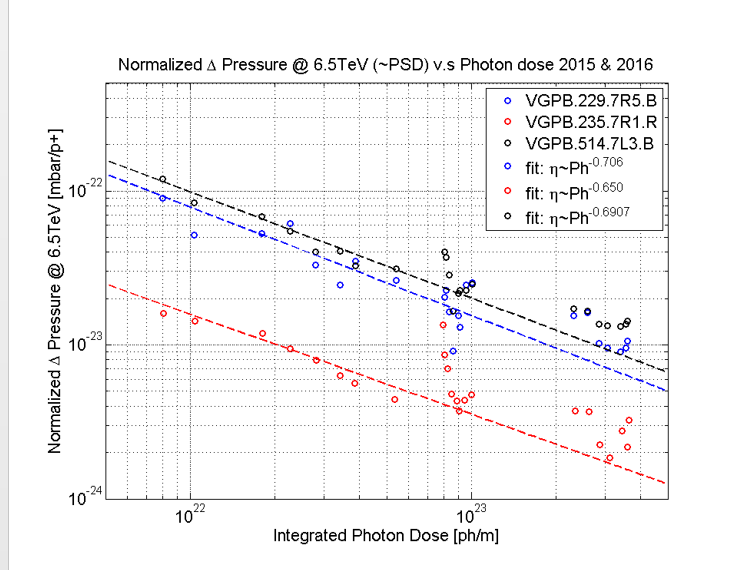 Normalized Δ Pressure @ 6.5TeV (~PSD) v.s Photon dose 2015 & 2016
VGPB.229.7R5.B
VGPB.235.7R1.R
VGPB.514.7L3.B
fit: η~Ph^-0.706
fit: η~Ph^-0.650
fit: η~Ph^-0.6907
Normalized Δ Pressure @ 6.5TeV [mbar/p+]
10^-22
10^-23
10^-24
10^22
10^23
Integrated Photon Dose [ph/m]